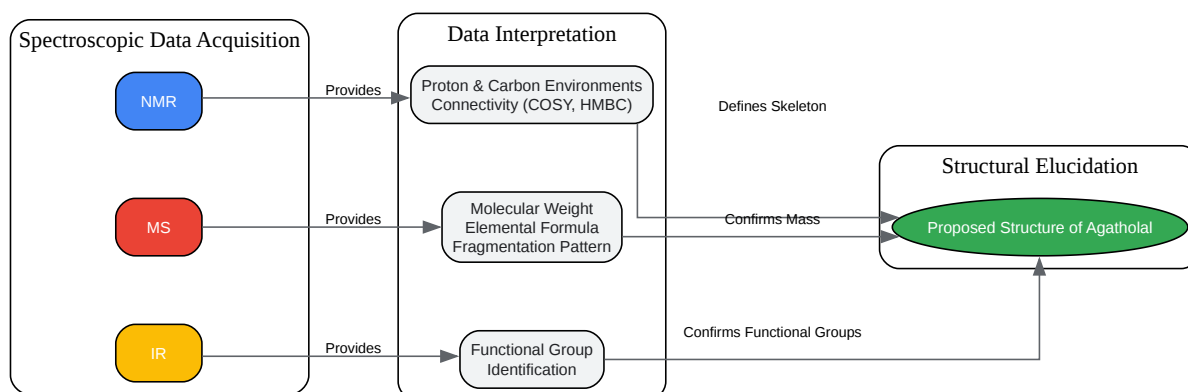 Spectroscopic Data Acquisition
Data Interpretation
NMR
Provides
Proton & Carbon Environments
Connectivity (COSY, HMBC)
Defines Skeleton
Structural Elucidation
MS
Provides
Molecular Weight
Elemental Formula
Fragmentation Pattern
Confirms Mass
Proposed Structure of Agatholal
IR
Provides
Functional Group
Identification
Confirms Functional Groups